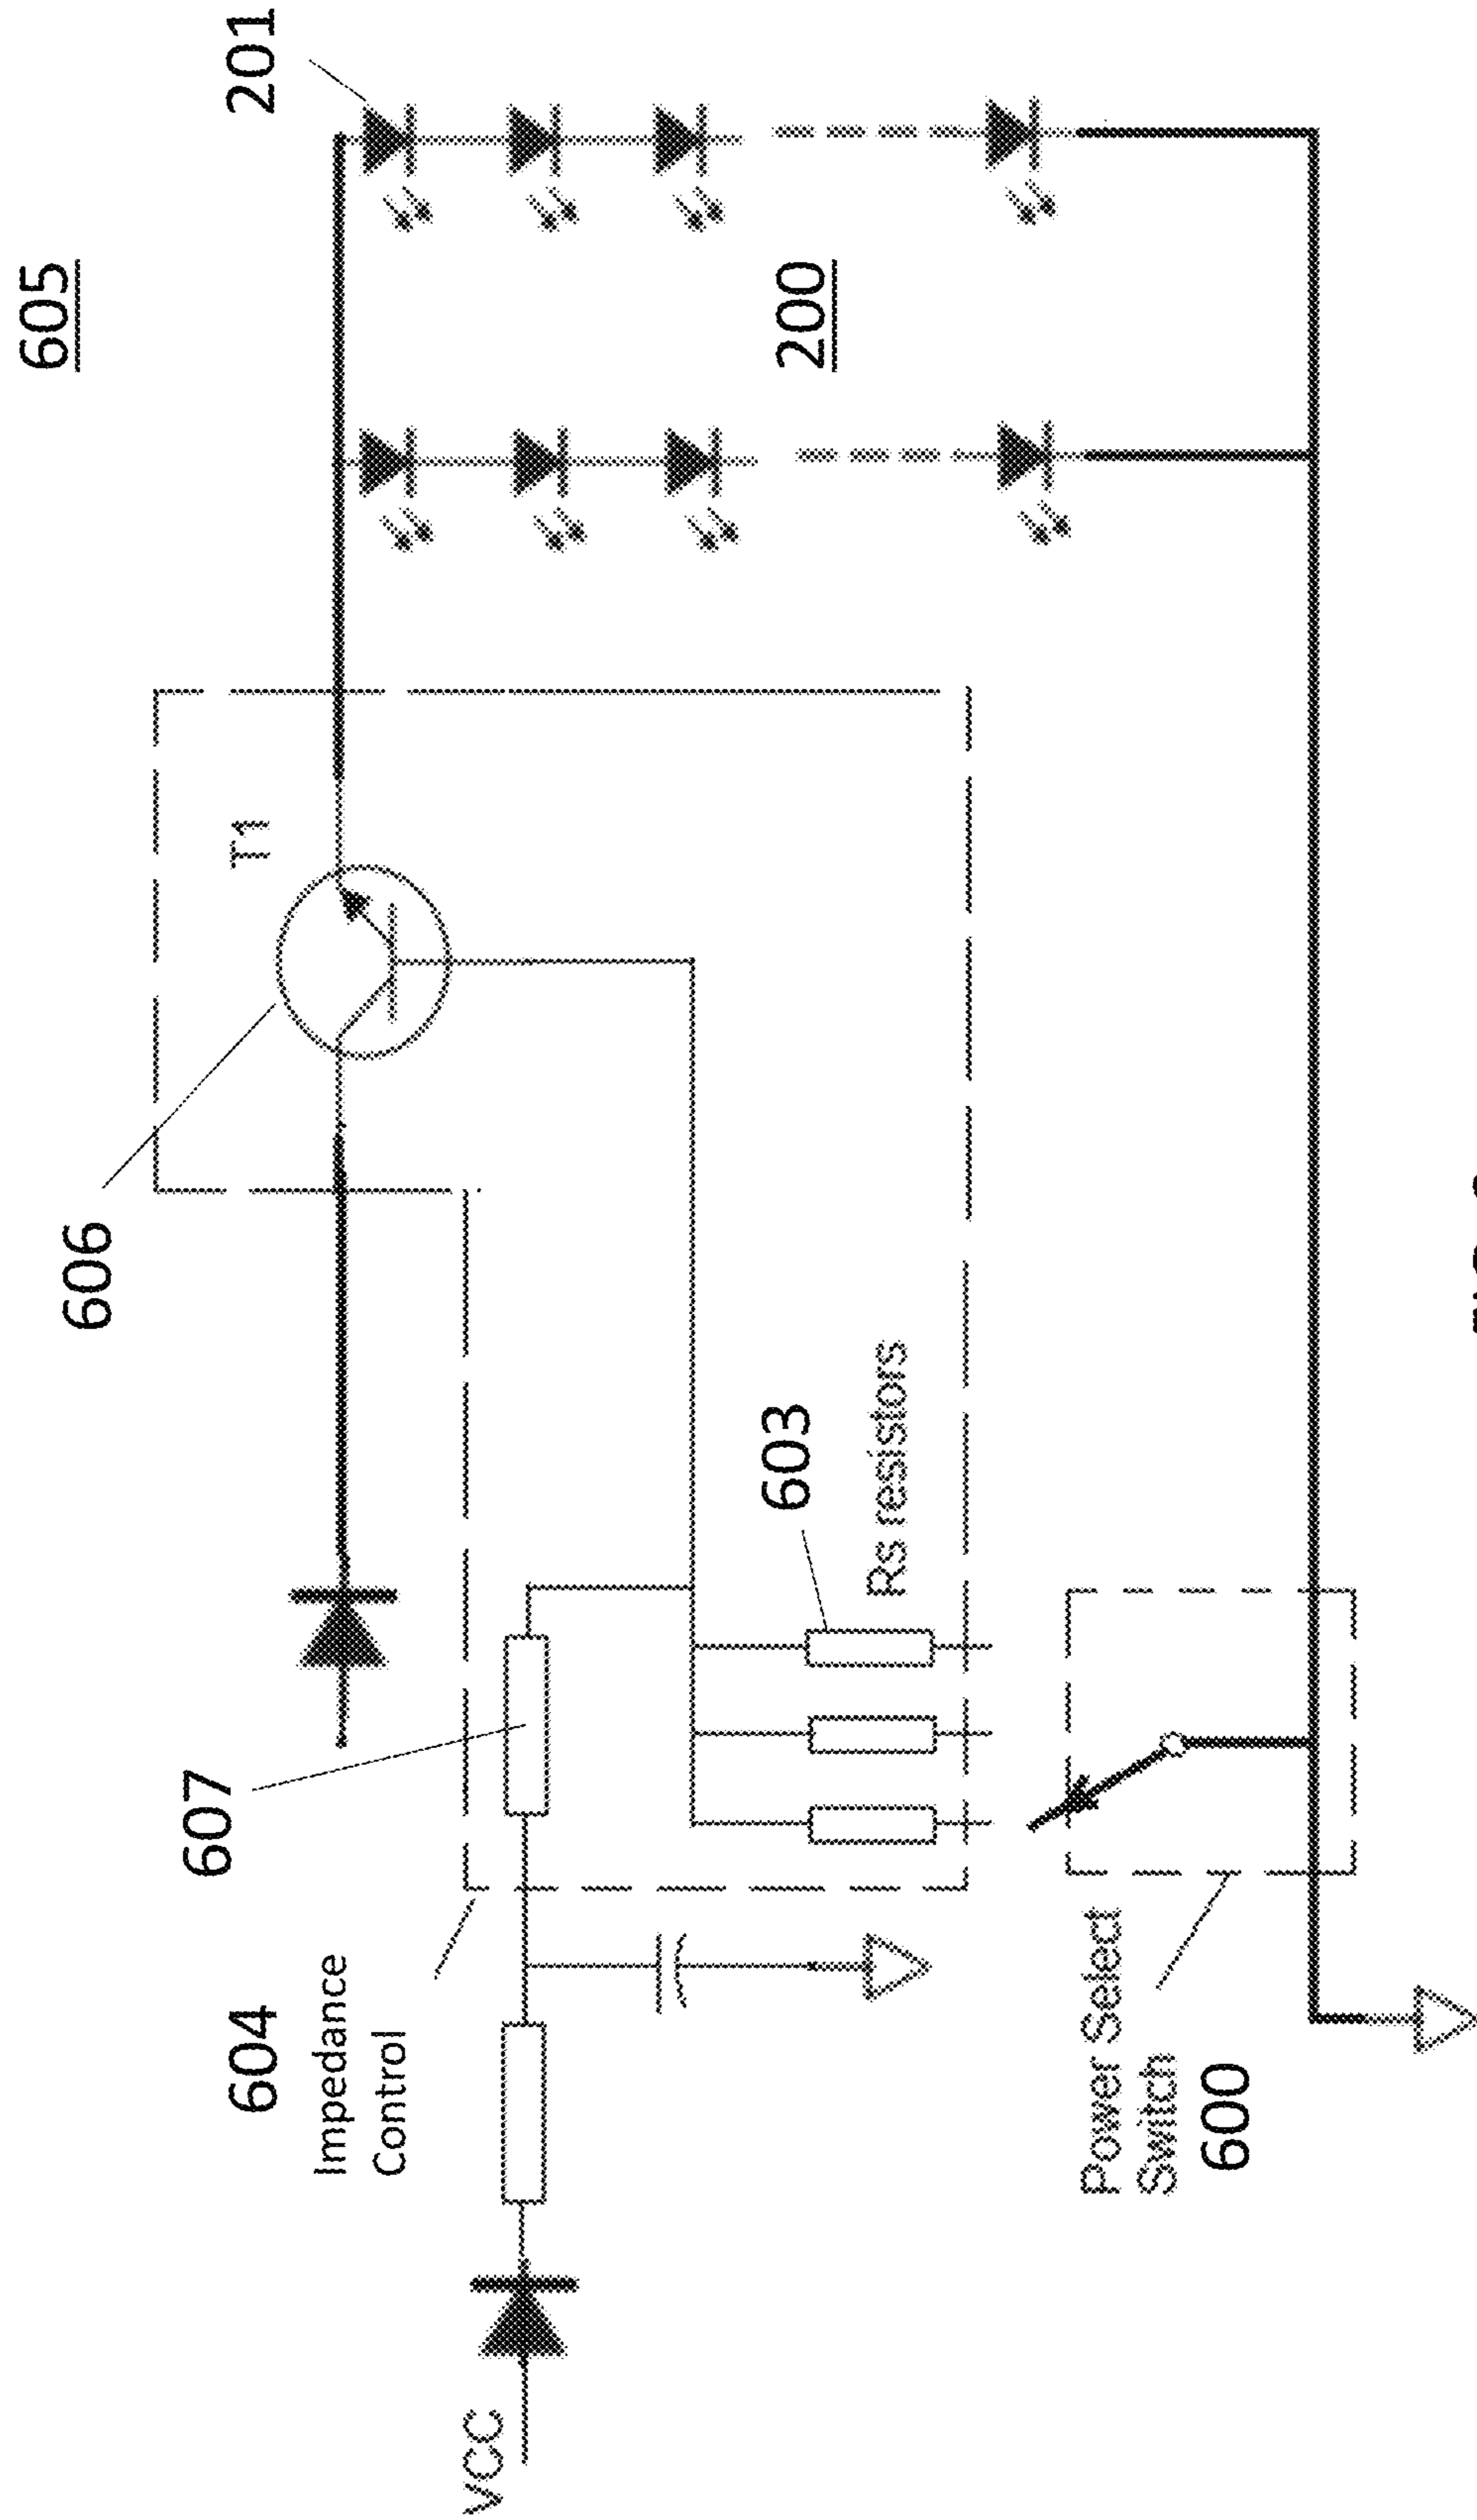 605
201
606
T1
200
607
604
Impedance
Control
603
Rs resistors
VCC
Power Select
Switch
600